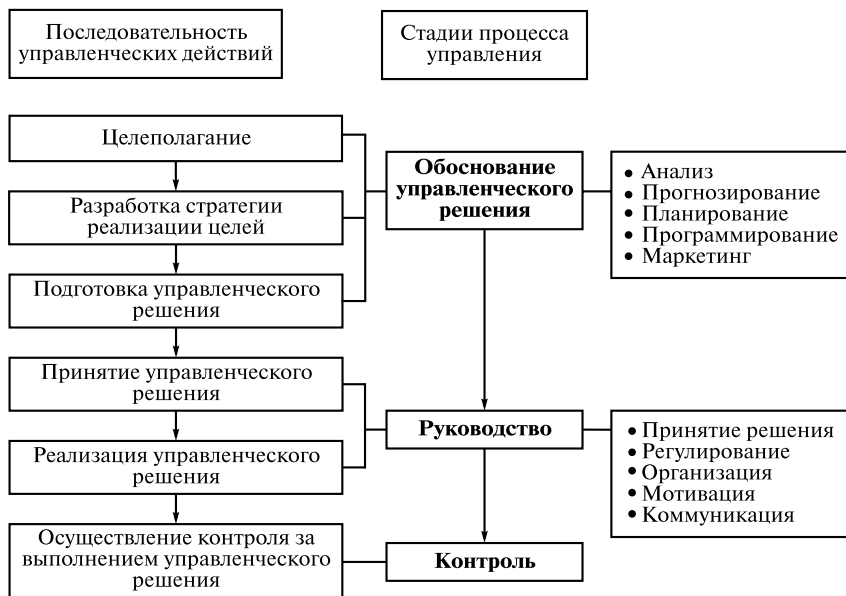 Последовательность
управленческих действий
Стадии процесса
управления
Целеполагание
Разработка стратегии
реализации целей
Подготовка управленческого
решения
Принятие управленческого
решения
Реализация управленческого
решения
Осуществление контроля за
выполнением управленческого
решения
Обоснование
управленческого
решения
Руководство
Контроль
• Анализ
• Прогнозирование
• Планирование
• Программирование
• Маркетинг
• Принятие решения
• Регулирование
• Организация
• Мотивация
• Коммуникация